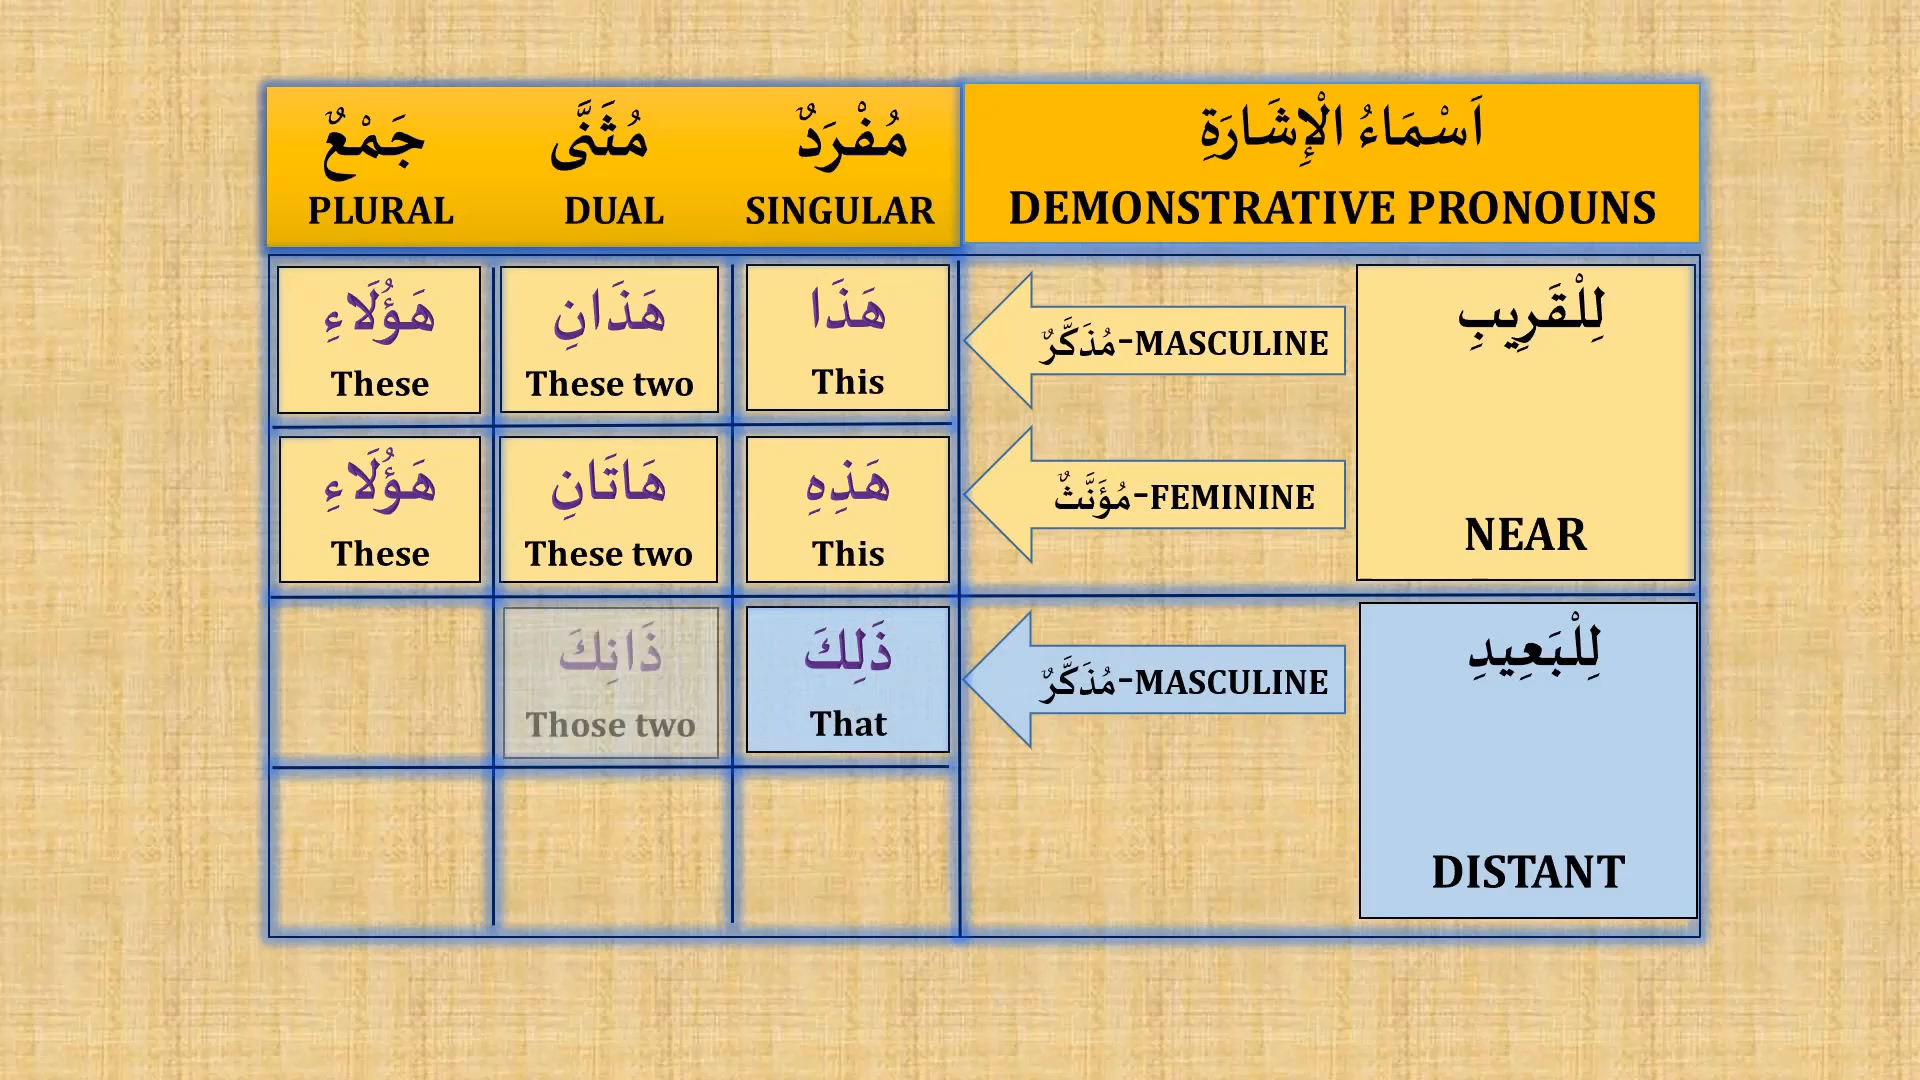 اَسْمَاءُ الْإِشَارَةِ
DEMONSTRATIVE PRONOUNS
مُفْرَدٌ
SINGULAR
مُثَنَّى
DUAL
جَمْعٌ
PLURAL
لِلْقَرِيبِ
NEAR
مُذَكَّرٌ-MASCULINE
هَذَا
This
هَذَانِ
These two
هَؤُلَاءِ
These
مُؤَنَّثٌ-FEMININE
هَذِهِ
This
هَاتَانِ
These two
هَؤُلَاءِ
These
لِلْبَعِيدِ
DISTANT
مُذَكَّرٌ-MASCULINE
ذَلِكَ
That
ذَانِكَ
Those two